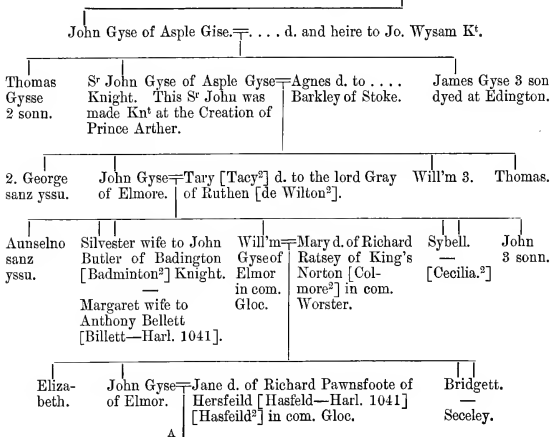 John Gyse of Asple Gise.=. . . . d. and heire to Jo. Wysam Kᵗ.
Thomas
Gysse
2 sonn.
Sʳ John Gyse of Asple Gyse=Agnes d. to . . . .
Knight. This Sʳ John was
made Knᵗ at the Creation of
Prince Arther.
Barkley of Stoke.
James Gyse 3 son
dyed at Edington.
2. George
sanz yssu.
John Gyse=Tary [Tacy²] d. to the lord Gray
of Elmore.
of Ruthen [de Wilton²].
Will'm 3.
Thomas.
Aunselno
sanz
yssu.
Silvester wife to John
Butler of Badington
[Badminton²] Knight.
—
Margaret wife to
Anthony Bellett
[Billett—Harl. 1041].
Will'm=Mary d. of Richard
Gyse of
Elmor
in com.
Gloc.
Ratsey of King's
Norton [Col-
more²] in com.
Worster.
Sybell.
—
[Cecilia.²]
John
3 sonn.
Eliza-
beth.
John Gyse=Jane d. of Richard Pawnsfoote of
of Elmor.
Hersfeild [Hasfeld—Harl. 1041]
[Hasfeild²] in com. Gloc.
Bridgett.
—
Seceley.
A